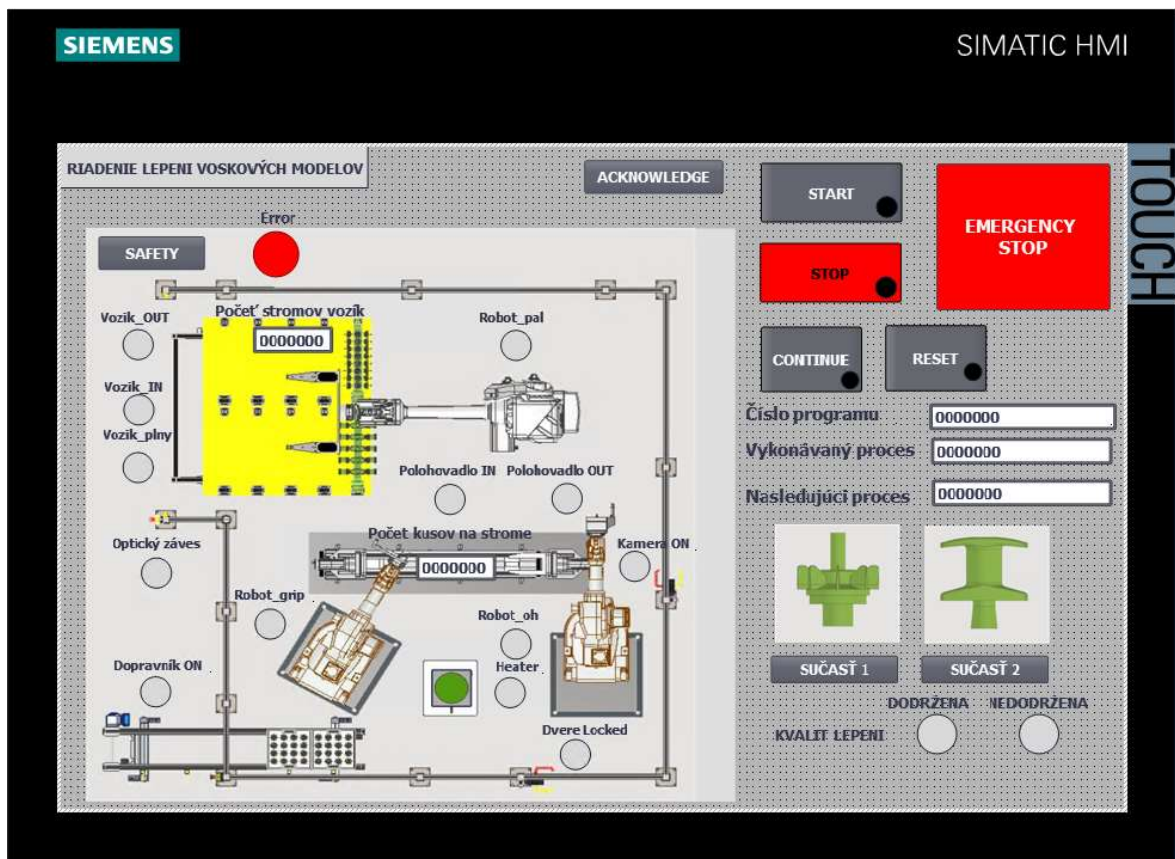 SIEMENS
SIMATIC HMI
TOUCH
RIADENIE LEPENI VOSKOVÝCH MODELOV
ACKNOWLEDGE
START
EMERGENCY
STOP
Error
SAFETY
STOP
Vozik_OUT
Počeť stromov vozík
0000000
Robot_pal
CONTINUE
RESET
Vozik_IN
Vozik_plny
Číslo programu
0000000
Vykonávaný proces
0000000
Polohovadlo IN
Polohovadlo OUT
Nasledujúci proces
0000000
Optický záves
Počet kusov na strome
0000000
Kamera ON
Robot_grip
Robot_oh
Heater
Dopravník ON
SUČASŤ 1
SUČASŤ 2
Dvere Locked
DODRŽENA
NEDODRŽENA
KVALIT LEPENI